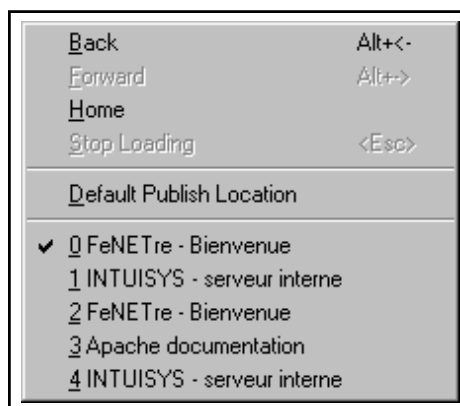 Back Alt+<-
Forward Alt+->
Home
Stop Loading <Esc>
Default Publish Location
0 FeNETre - Bienvenue
1 INTUISYS - serveur interne
2 FeNETre - Bienvenue
3 Apache documentation
4 INTUISYS - serveur interne